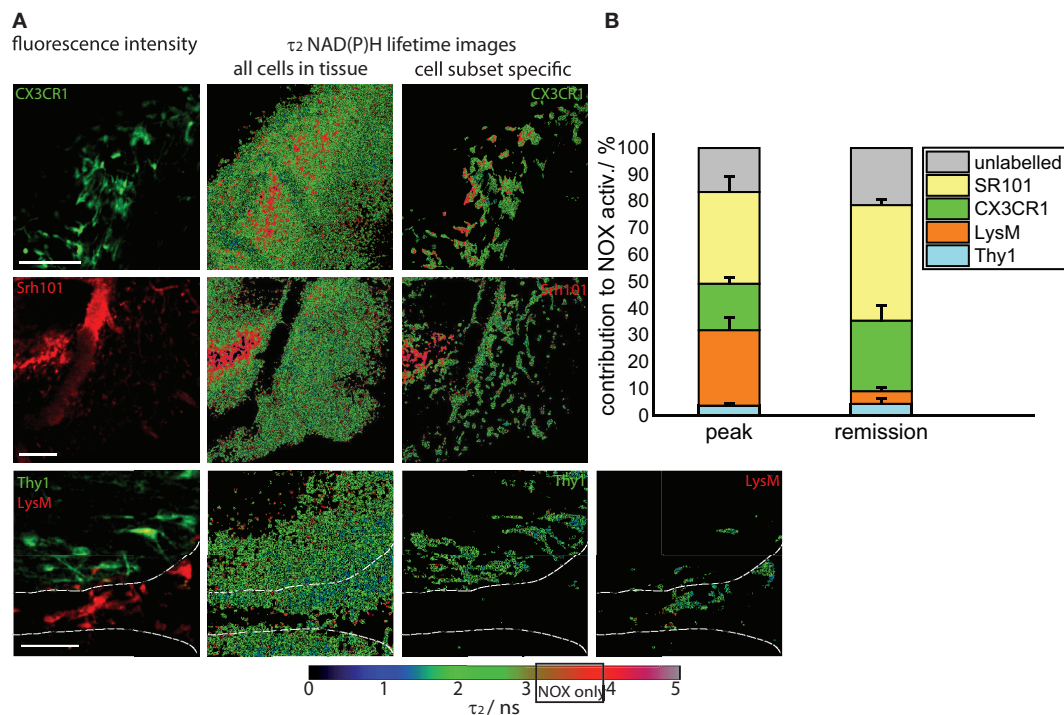 A
fluorescence intensity
τ2 NAD(P)H lifetime images
all cells in tissue
cell subset specific
CX3CR1
CX3CR1
Srh101
Srh101
Thy1
LysM
Thy1
LysM
0 1 2 3 4 5
NOX only
τ2/ ns
B
contribution to NOX activ./ %
100
90
80
70
60
50
40
30
20
10
0
peak
remission
unlabelled
SR101
CX3CR1
LysM
Thy1